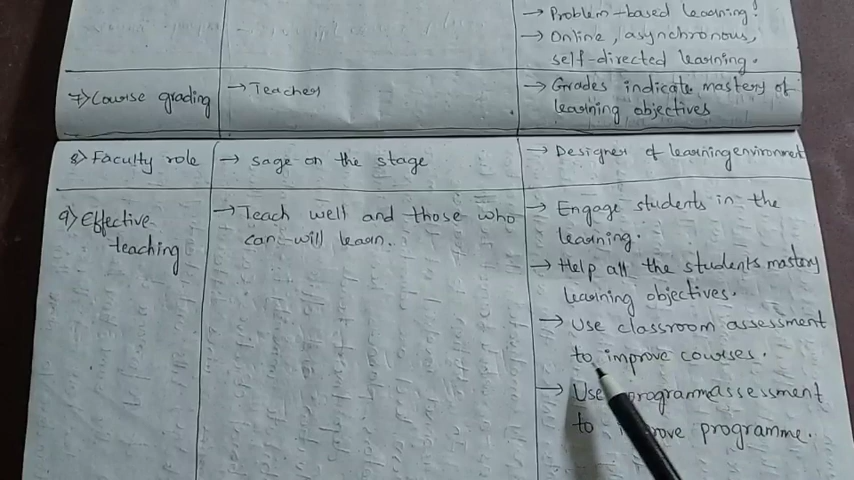 → Problem-based learning!
→ Online, asynchronous,
self-directed learning.
7) Course grading → Teacher → Grades indicate mastery of
learning objectives
8) Faculty role → sage on the stage → Designer of learning environment
9) Effective → Teach well and those who → Engage students in the
teaching can will learn. learning.
→ Help all the students mastery
learning objectives.
→ Use classroom assessment
to improve courses.
→ Use programm assessment
to improve programme.